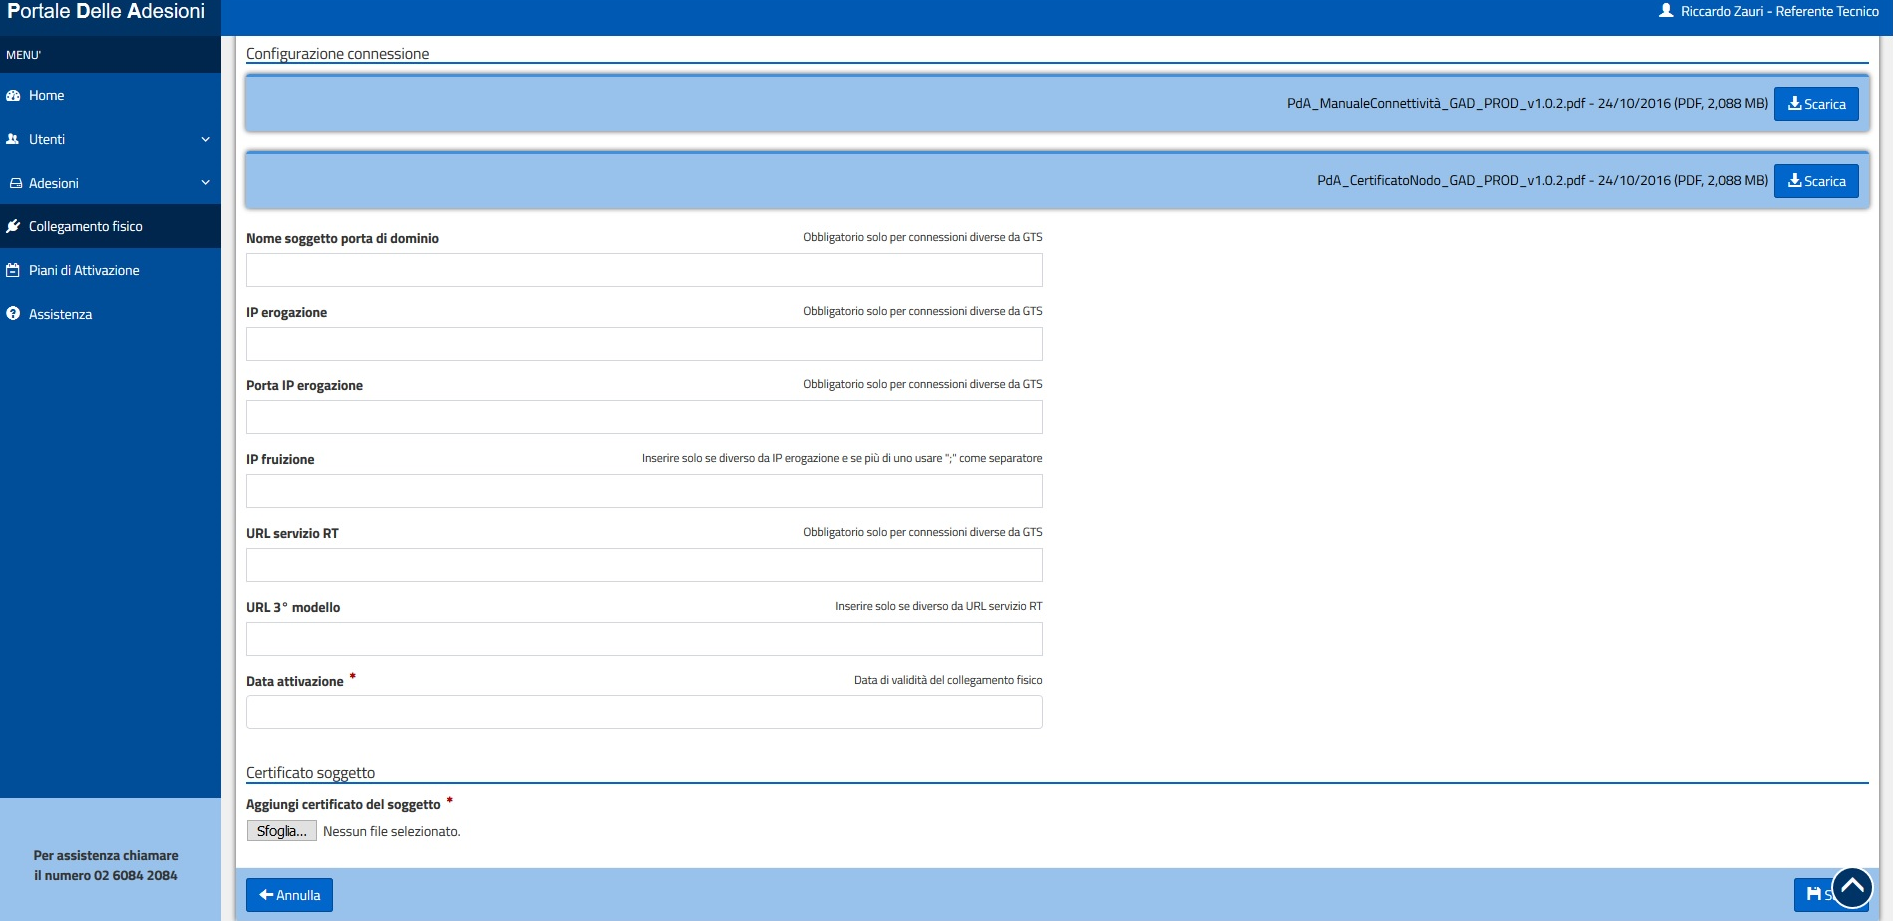 Portale Delle Adesioni
Riccardo Zauri - Referente Tecnico
MENU'
Home
Utenti
Adesioni
Collegamento fisico
Piani di Attivazione
Assistenza
Per assistenza chiamare
il numero 02 6084 2084
Configurazione connessione
PdA_ManualeConnettività_GAD_PROD_v1.0.2.pdf - 24/10/2016 (PDF, 2,088 MB) Scarica
PdA_CertificatoNodo_GAD_PROD_v1.0.2.pdf - 24/10/2016 (PDF, 2,088 MB) Scarica
Nome soggetto porta di dominio Obbligatorio solo per connessioni diverse da GTS
IP erogazione Obbligatorio solo per connessioni diverse da GTS
Porta IP erogazione Obbligatorio solo per connessioni diverse da GTS
IP fruizione Inserire solo se diverso da IP erogazione e se più di uno usare ";" come separatore
URL servizio RT Obbligatorio solo per connessioni diverse da GTS
URL 3° modello Inserire solo se diverso da URL servizio RT
Data attivazione * Data di validità del collegamento fisico
Certificato soggetto
Aggiungi certificato del soggetto *
Sfoglia... Nessun file selezionato.
Annulla